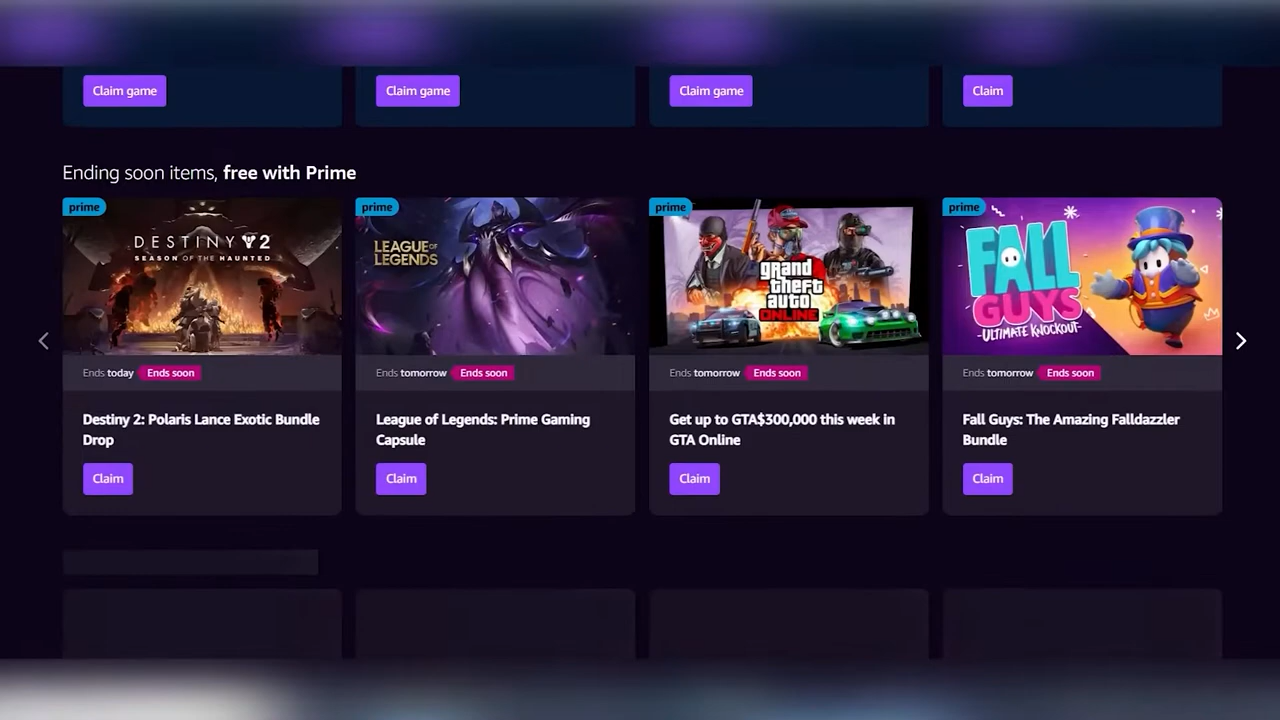 Claim game
Claim game
Claim game
Claim
Ending soon items, free with Prime
prime
DESTINY 2
SEASON OF THE HAUNTED
Ends today Ends soon
Destiny 2: Polaris Lance Exotic Bundle
Drop
Claim
prime
LEAGUE OF
LEGENDS
Ends tomorrow Ends soon
League of Legends: Prime Gaming
Capsule
Claim
prime
grand
theft
auto
ONLINE
Ends tomorrow Ends soon
Get up to GTA$300,000 this week in
GTA Online
Claim
prime
FALL
GUYS
-ULTIMATE KNOCKOUT-
Ends tomorrow Ends soon
Fall Guys: The Amazing Falldazzler
Bundle
Claim